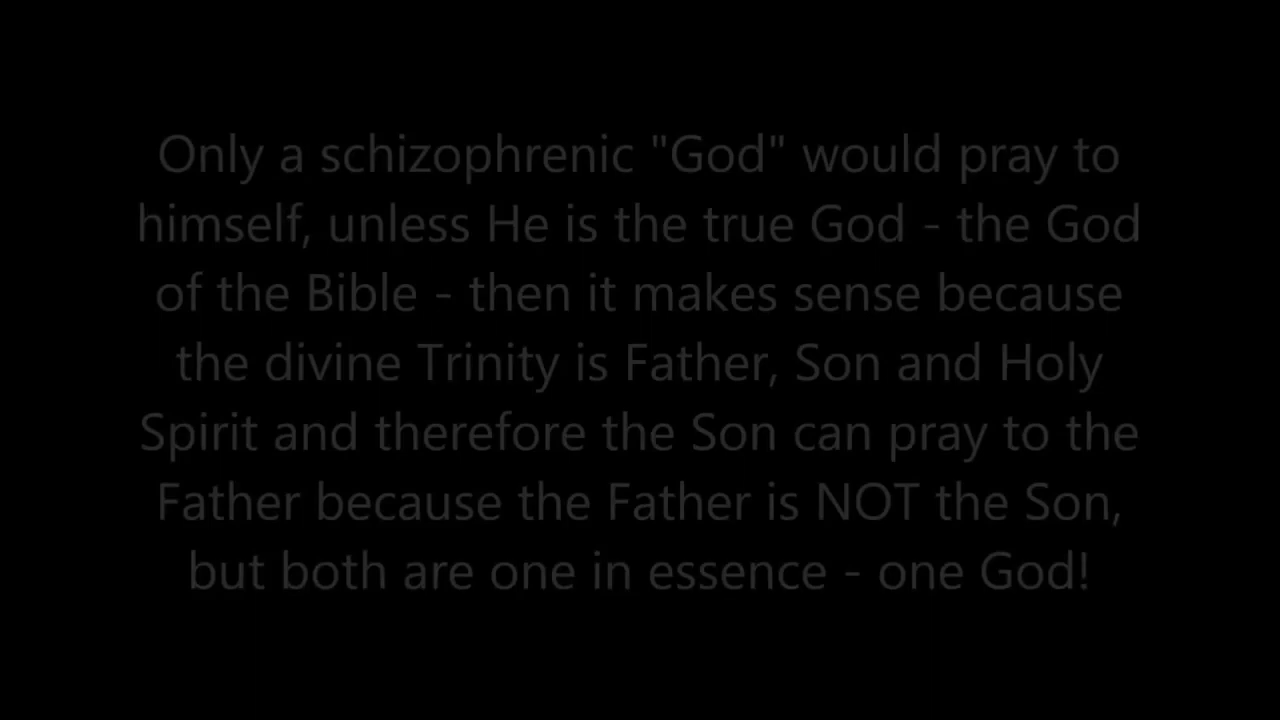 Only a schizophrenic "God" would pray to
himself, unless He is the true God - the God
of the Bible - then it makes sense because
the divine Trinity is Father, Son and Holy
Spirit and therefore the Son can pray to the
Father because the Father is NOT the Son,
but both are one in essence - one God!